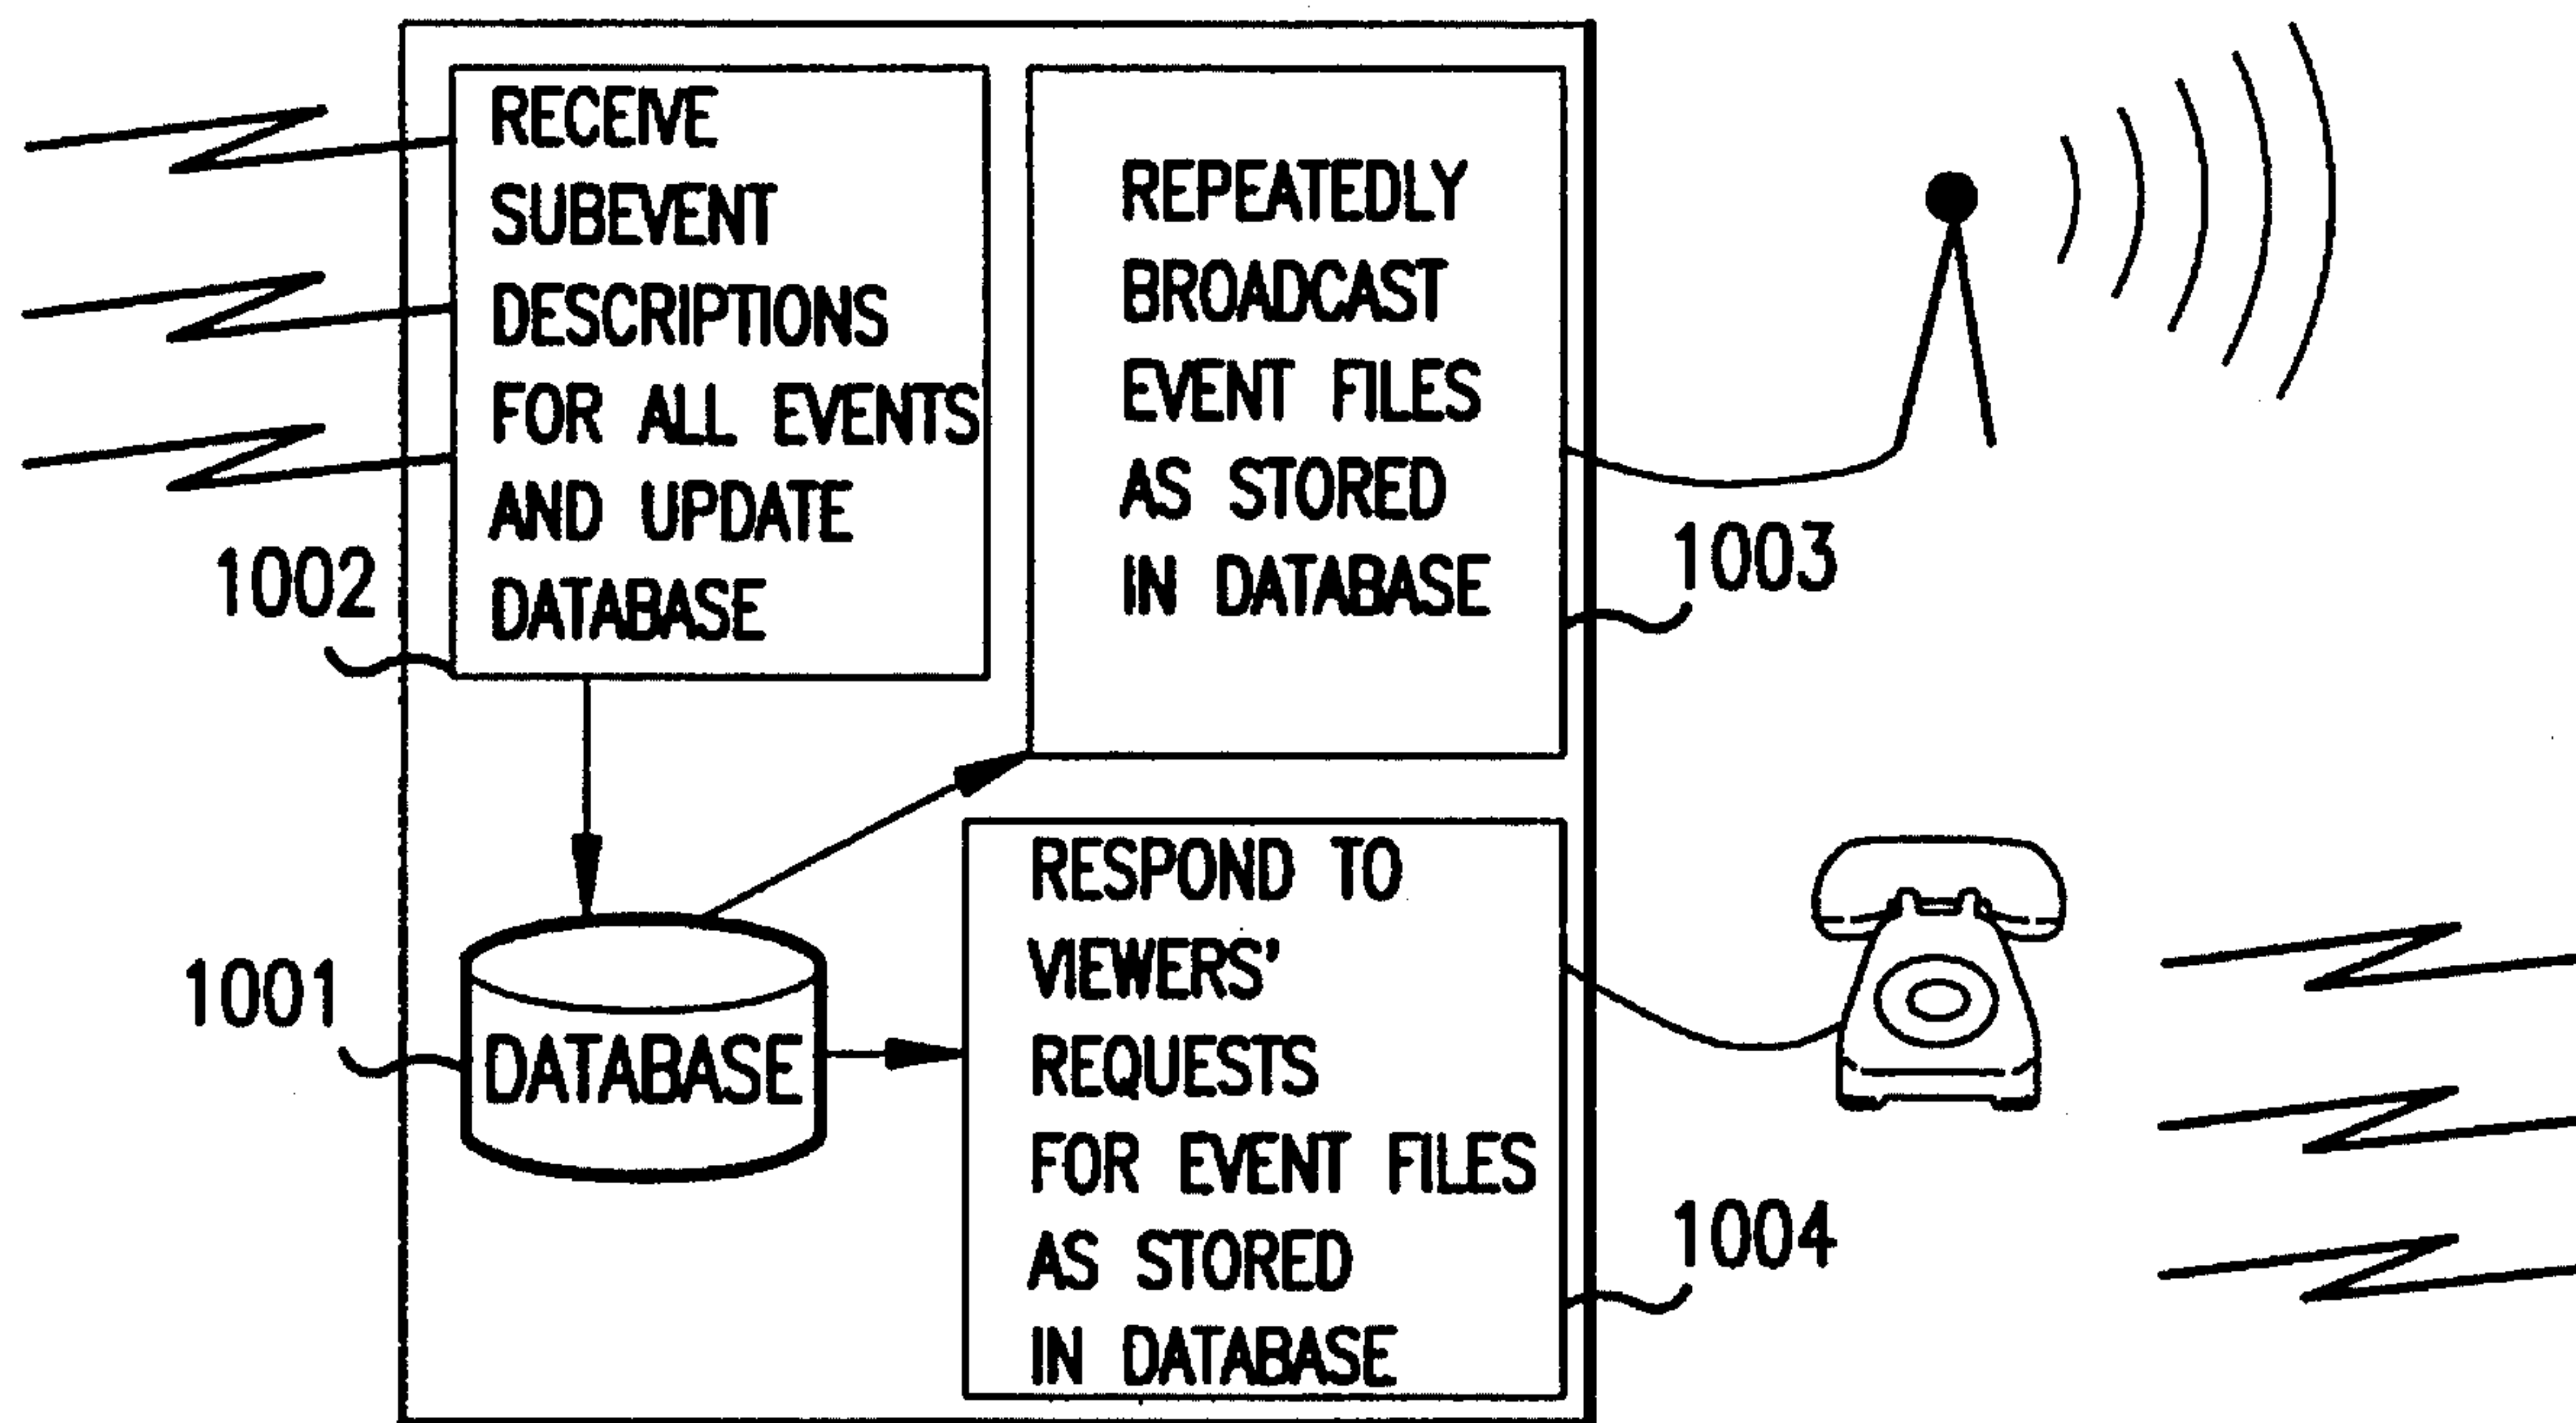 RECEIVE
SUBEVENT
DESCRIPTIONS
FOR ALL EVENTS
AND UPDATE
DATABASE
1002
REPEATEDLY
BROADCAST
EVENT FILES
AS STORED
IN DATABASE
1003
1001
DATABASE
RESPOND TO
VIEWERS'
REQUESTS
FOR EVENT FILES
AS STORED
IN DATABASE
1004